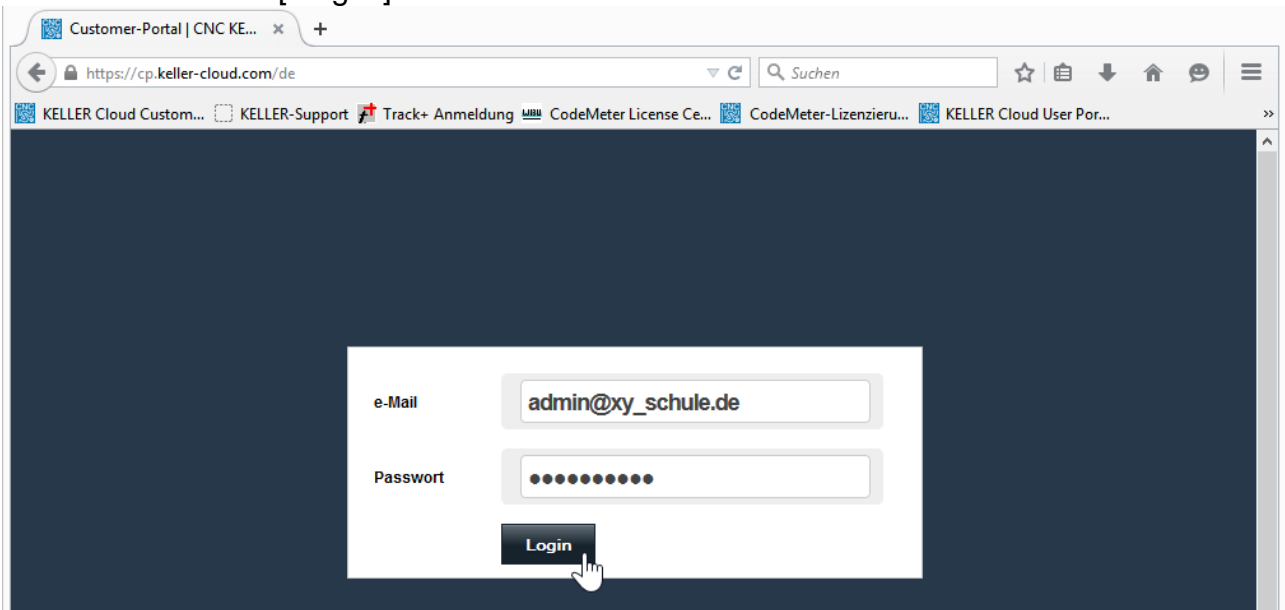 Customer-Portal | CNC KE...
https://cp.keller-cloud.com/de
Suchen
KELLER Cloud Custom... KELLER-Support Track+ Anmeldung CodeMeter License Ce... CodeMeter-Lizenzieru... KELLER Cloud User Por...
e-Mail admin@xy_schule.de
Passwort ●●●●●●●●●●
Login